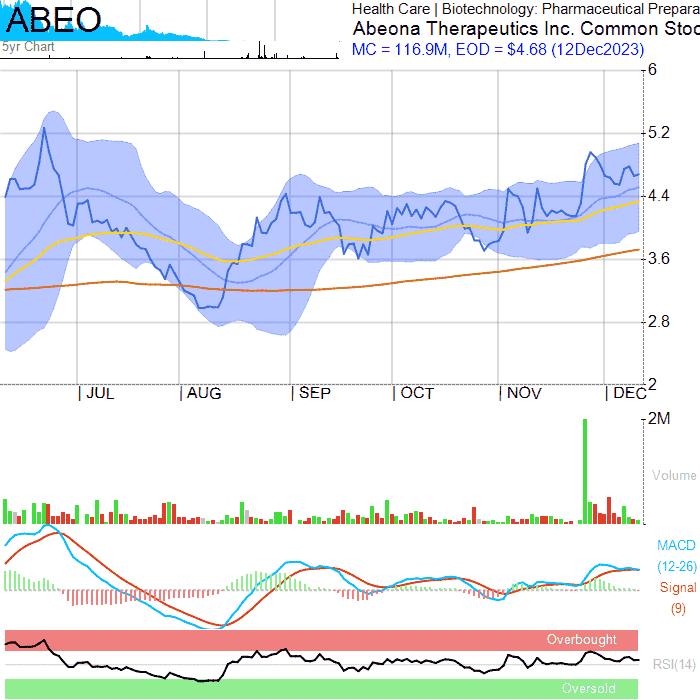 ABEO
5yr Chart
Health Care | Biotechnology: Pharmaceutical Prepara
Abeona Therapeutics Inc. Common Stoc
MC = 116.9M, EOD = $4.68 (12Dec2023)
6
5.2
4.4
3.6
2.8
2
| JUL | AUG | SEP | OCT | NOV | DEC
2M
Volume
MACD
(12-26)
Signal
(9)
Overbought
RSI(14)
Oversold